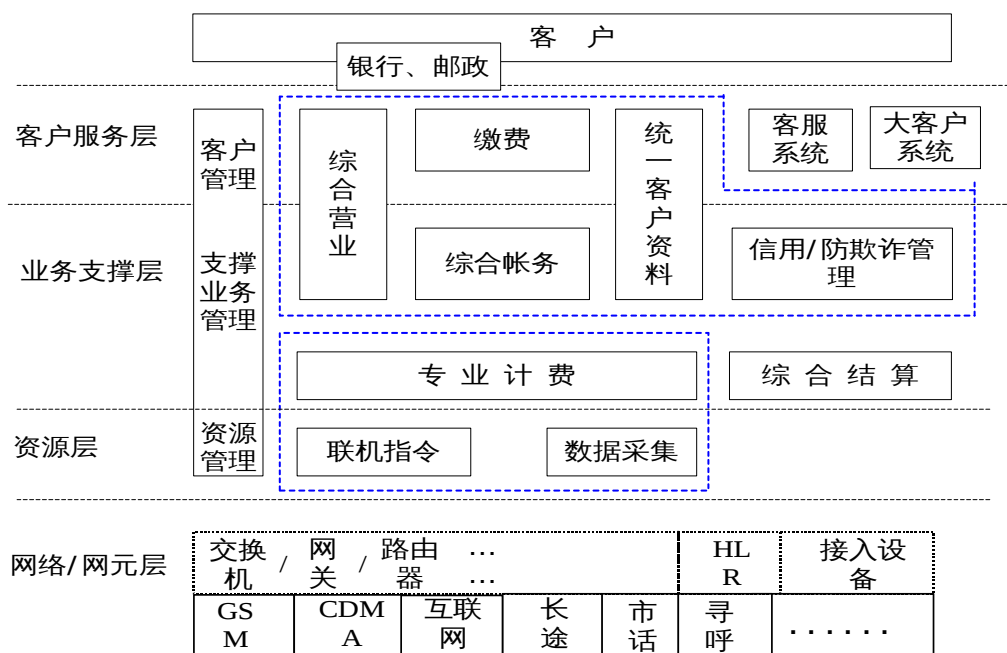 客 户
银行、邮政
客户服务层
客户
管理
综
合
营
业
缴费
统
一
客
户
资
料
客服
系统
大客户
系统
业务支撑层
支撑
业务
管理
综合帐务
信用/防欺诈管
理
专 业 计 费
综 合 结 算
资源层
资源
管理
联机指令
数据采集
网络/网元层
交换
机
/
网
关
/
路由
器
…
…
HL
R
接入设
备
GS
M
CDM
A
互联
网
长
途
市
话
寻
呼
......